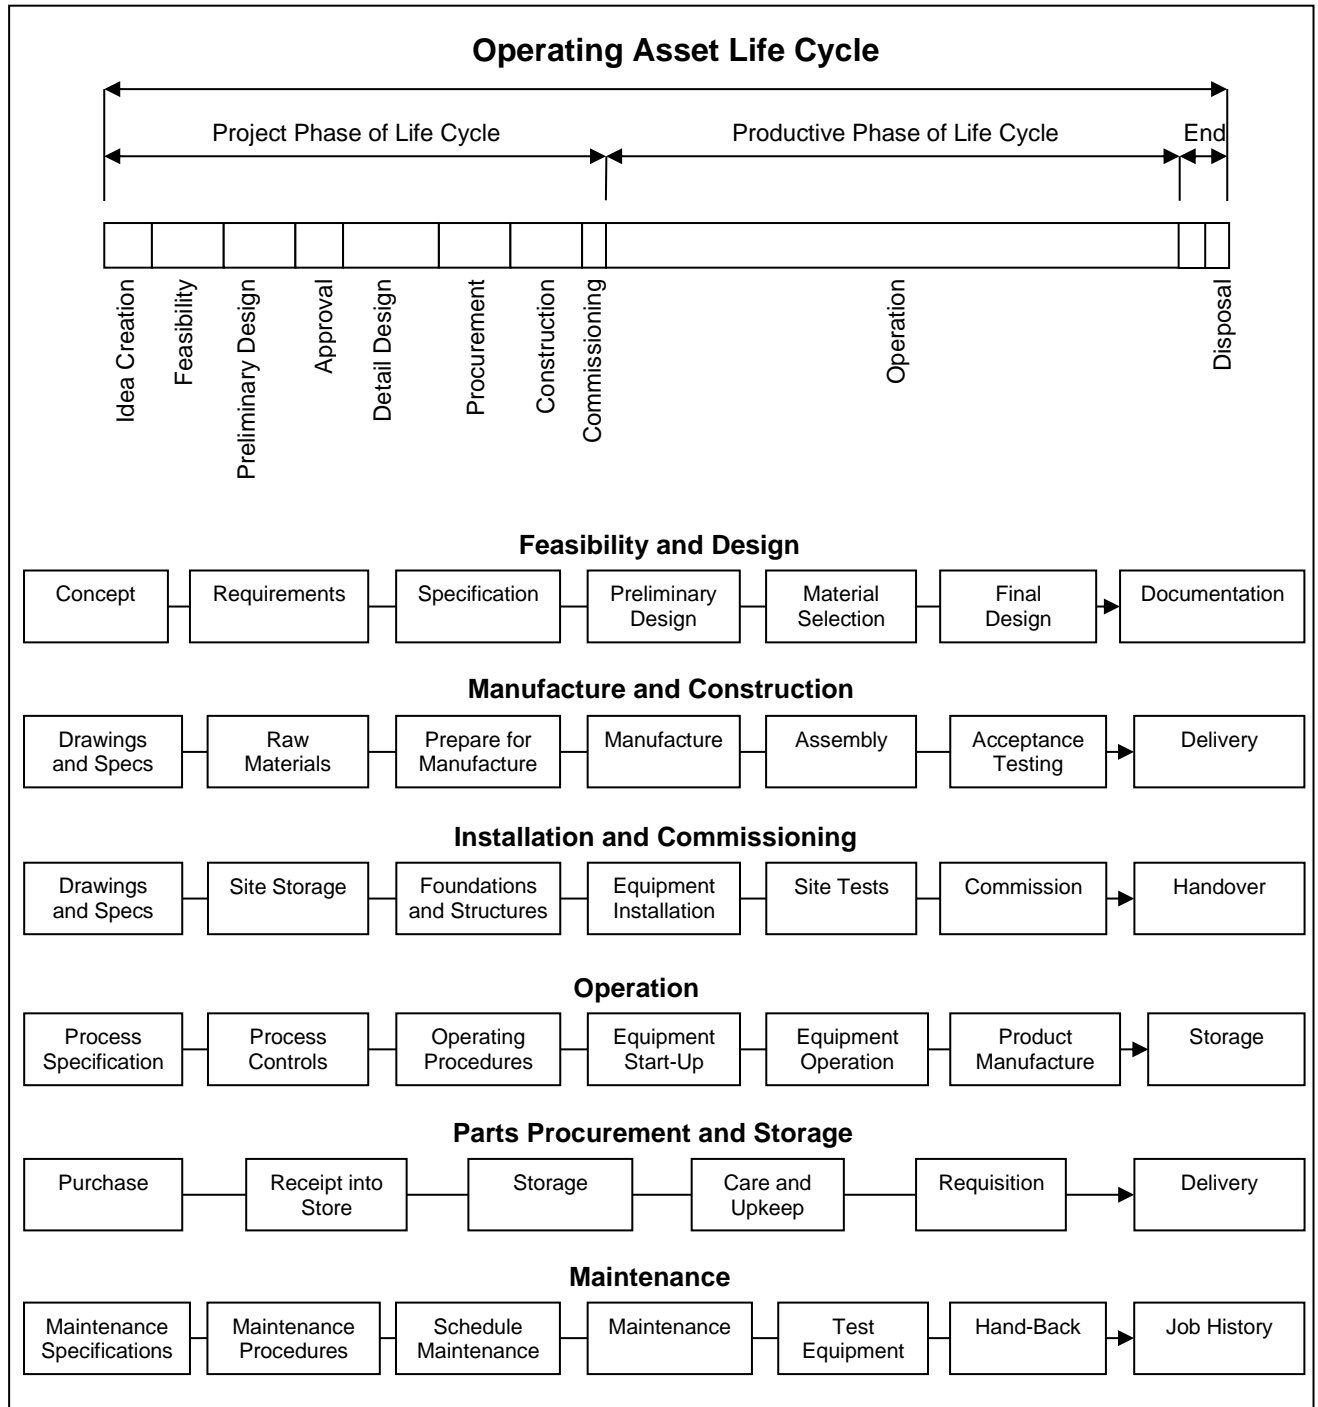 Operating Asset Life Cycle
Project Phase of Life Cycle
Productive Phase of Life Cycle
End
Idea Creation
Feasibility
Preliminary Design
Approval
Detail Design
Procurement
Construction
Commissioning
Operation
Disposal
Feasibility and Design
Concept
Requirements
Specification
Preliminary
Design
Material
Selection
Final
Design
Documentation
Manufacture and Construction
Drawings
and Specs
Raw
Materials
Prepare for
Manufacture
Manufacture
Assembly
Acceptance
Testing
Delivery
Installation and Commissioning
Drawings
and Specs
Site Storage
Foundations
and Structures
Equipment
Installation
Site Tests
Commission
Handover
Operation
Process
Specification
Process
Controls
Operating
Procedures
Equipment
Start-Up
Equipment
Operation
Product
Manufacture
Storage
Parts Procurement and Storage
Purchase
Receipt into
Store
Storage
Care and
Upkeep
Requisition
Delivery
Maintenance
Maintenance
Specifications
Maintenance
Procedures
Schedule
Maintenance
Maintenance
Test
Equipment
Hand-Back
Job History